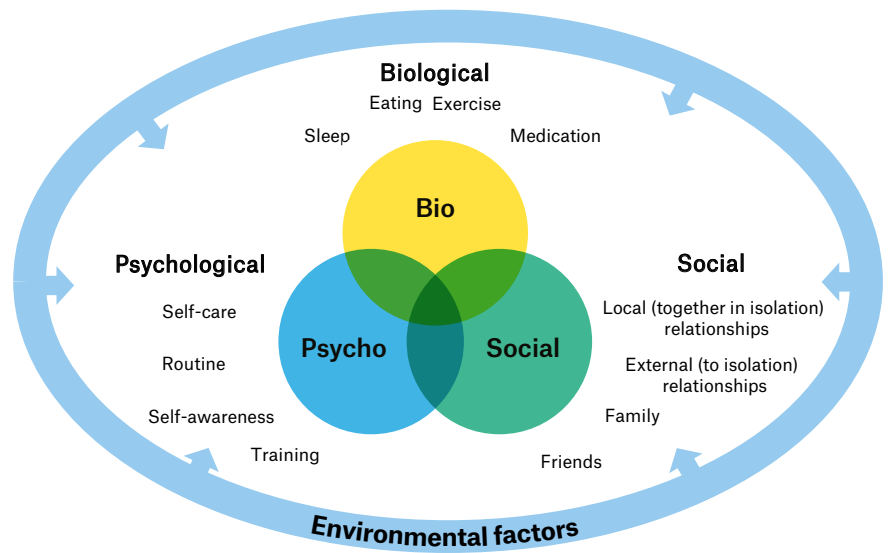 Biological
Eating Exercise
Sleep
Medication
Bio
Psychological
Self-care
Routine
Self-awareness
Training
Psycho
Social
Social
Local (together in isolation)
relationships
External (to isolation)
relationships
Family
Friends
Environmental factors